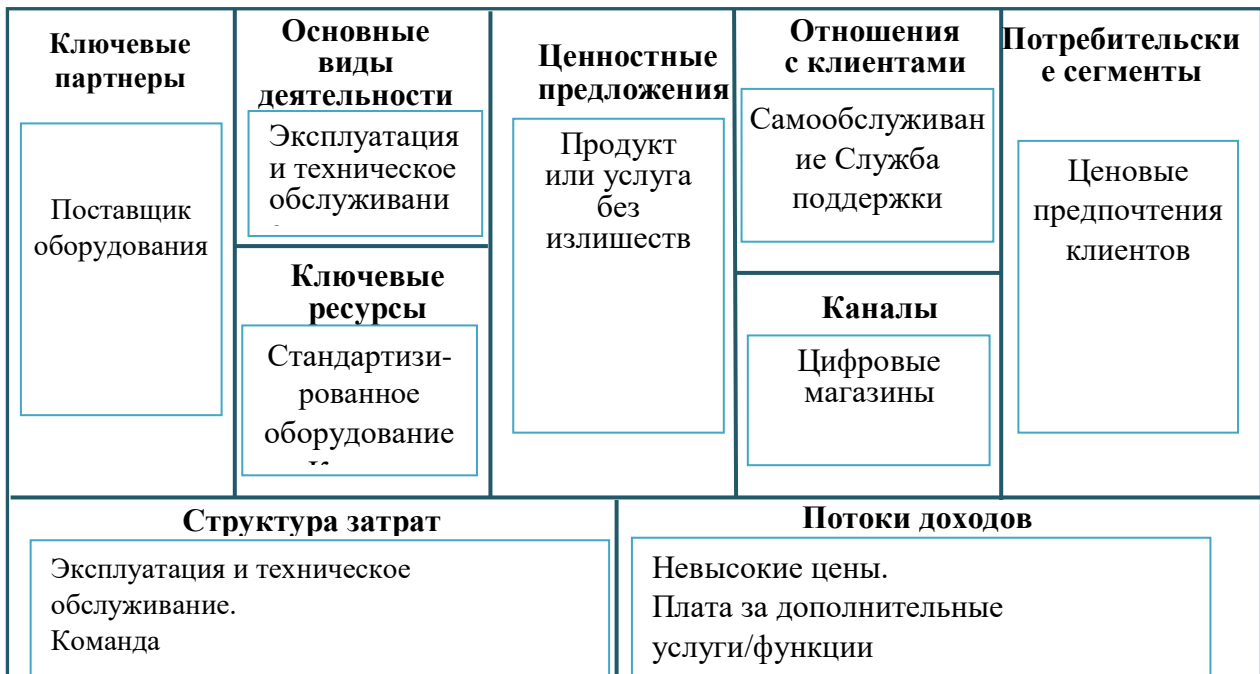 Ключевые
партнеры
Поставщик
оборудования
Основные
виды
деятельности
Эксплуатация
и техническое
обслуживани
Ключевые
ресурсы
Стандартизи-
рованное
оборудование
Ценностные
предложения
Продукт
или услуга
без
излишеств
Отношения
с клиентами
Самообслуживан
ие Служба
поддержки
Каналы
Цифровые
магазины
Потребительски
е сегменты
Ценовые
предпочтения
клиентов
Структура затрат
Эксплуатация и техническое
обслуживание.
Команда
Потоки доходов
Невысокие цены.
Плата за дополнительные
услуги/функции